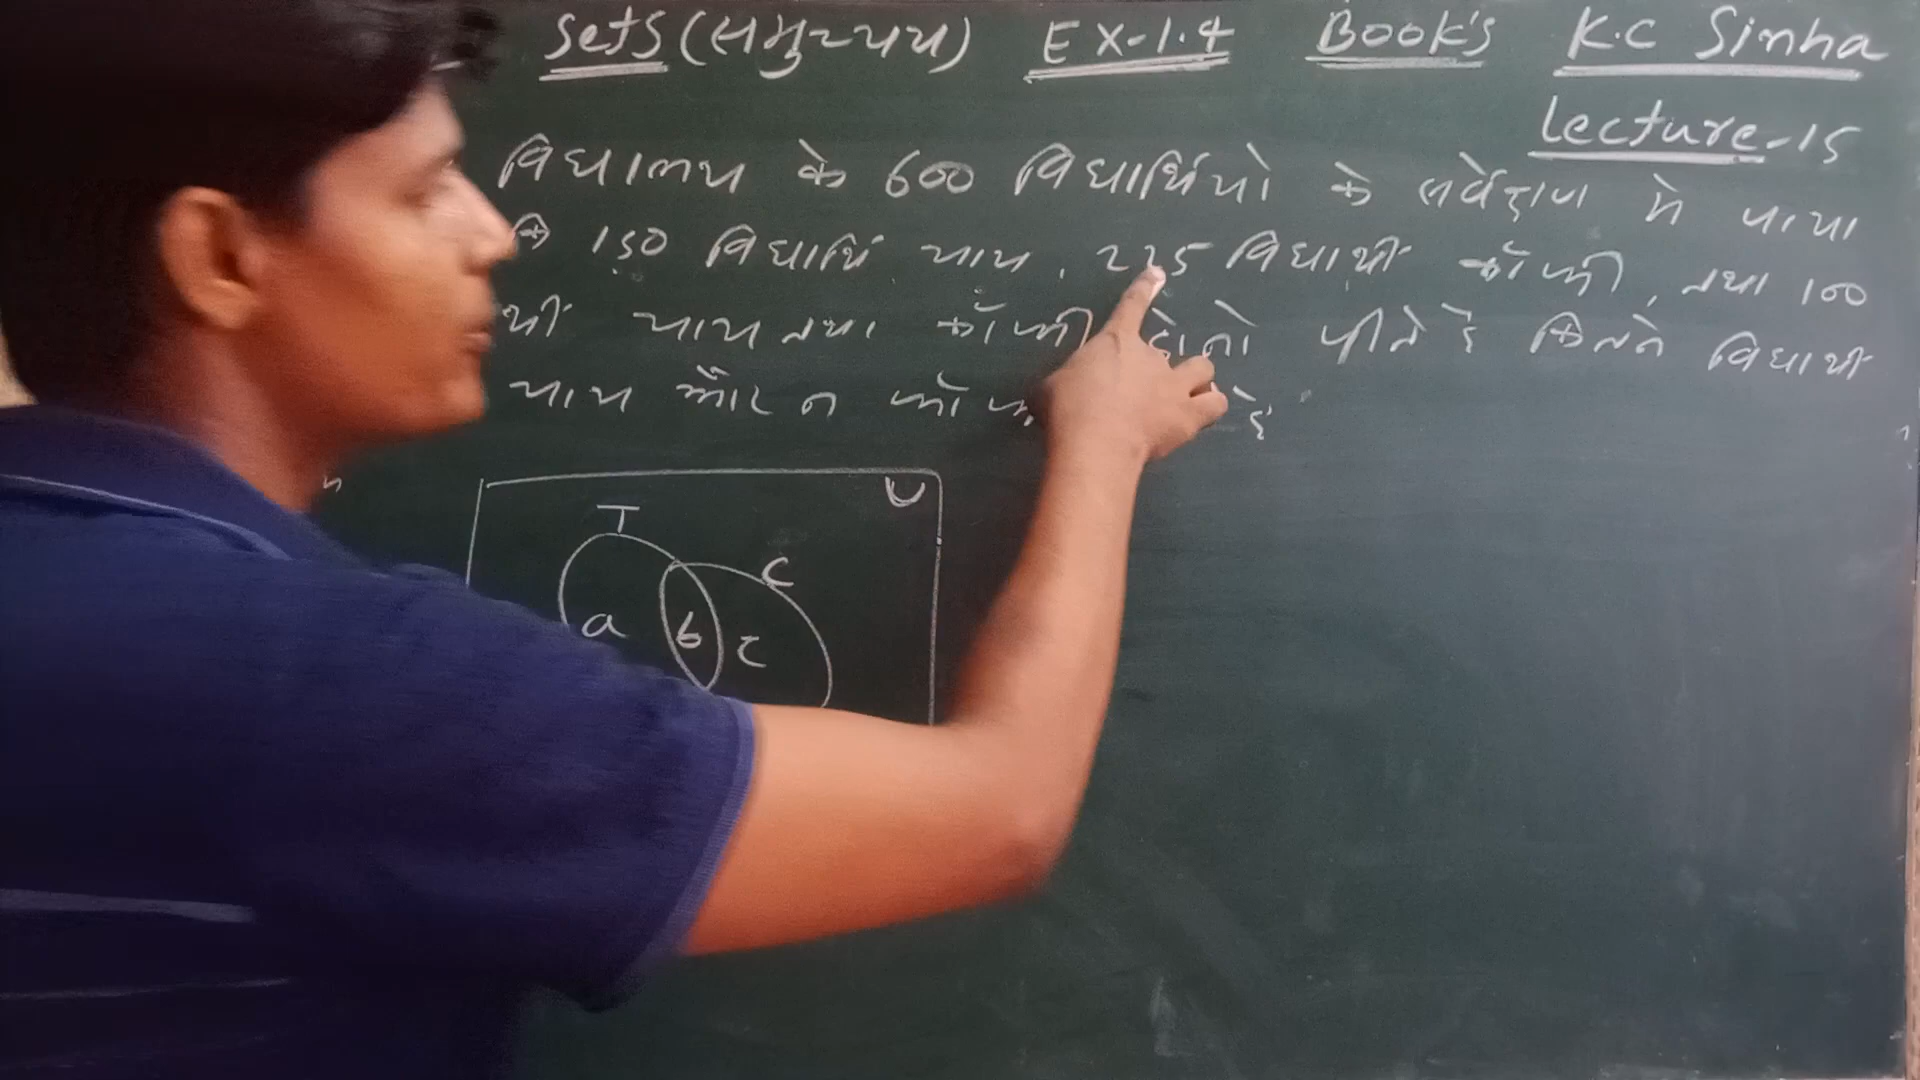 Sets (समुच्चय) EX-1.4 Book's K.C Sinha
Lecture-15
विद्यालय के 600 विद्यार्थियो के सर्वेक्षण मे पाया
कि 150 विद्यार्थि चाय, 225 विद्यार्थी कॉफी, तथा 100
र्थी चाय तथा कॉफी दोनो पीते है कितने विद्यार्थी
चाय और न कॉफ है
U
T
C
a b c